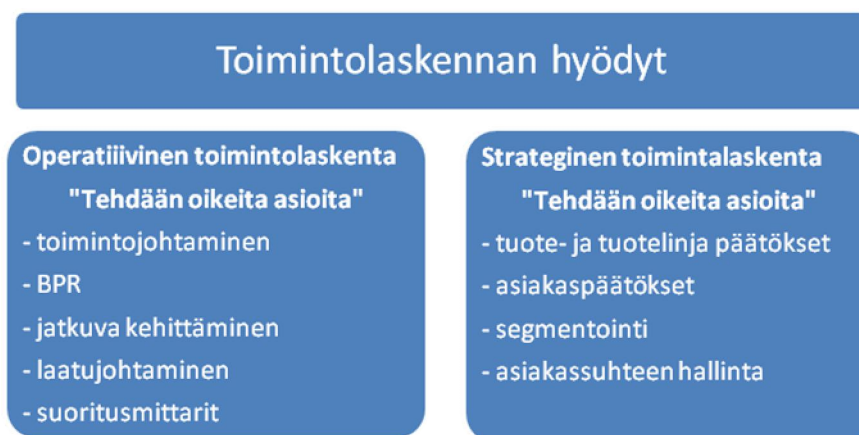 Toimintolaskennan hyödyt
Operatiiivinen toimintolaskenta
"Tehdään oikeita asioita"
- toimintojohtaminen
- BPR
- jatkuva kehittäminen
- laatujohtaminen
- suoritusmittarit
Strateginen toimintalaskenta
"Tehdään oikeita asioita"
- tuote- ja tuotelinja päätökset
- asiakaspäätökset
- segmentointi
- asiakassuhteen hallinta